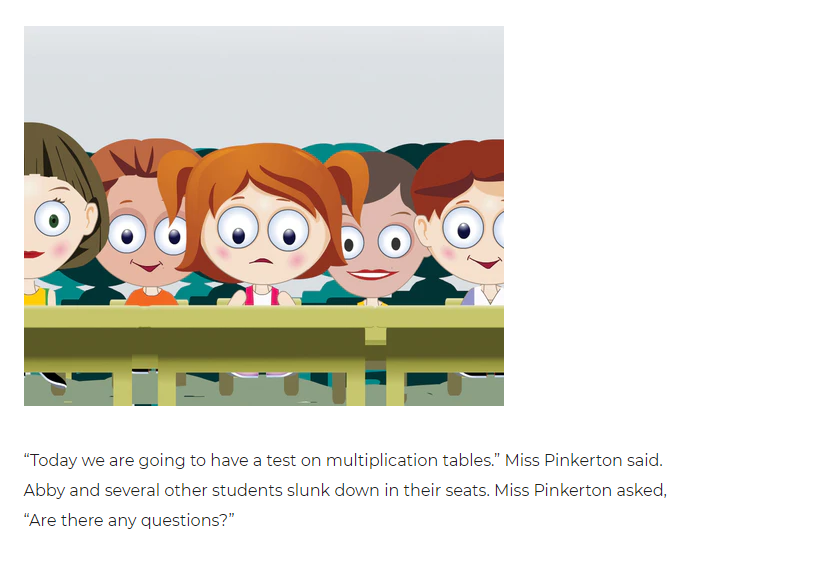 “Today we are going to have a test on multiplication tables.” Miss Pinkerton said.
Abby and several other students slunk down in their seats. Miss Pinkerton asked,
“Are there any questions?”